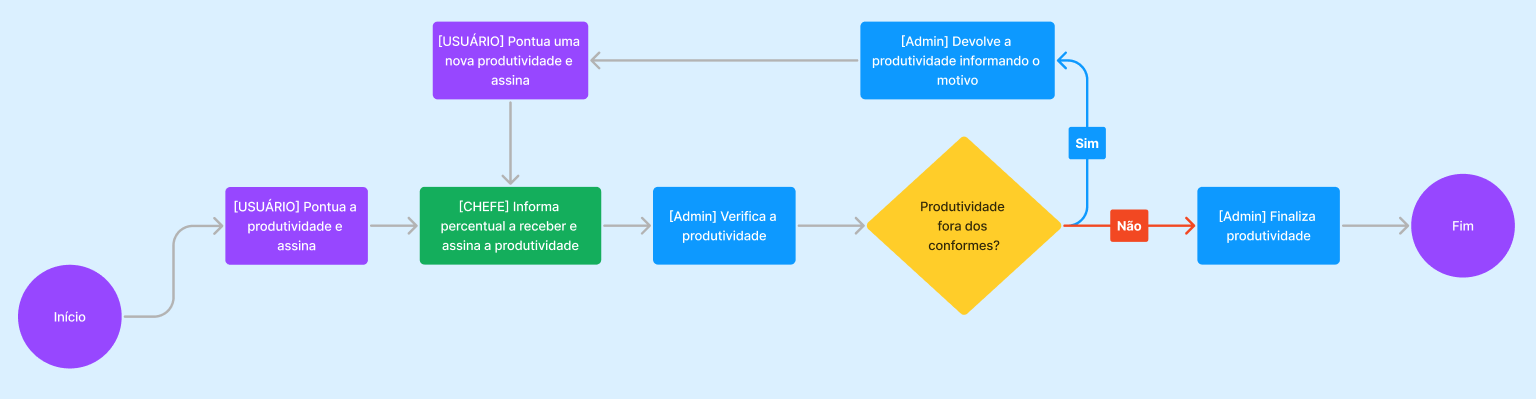 [USUÁRIO] Pontua uma
nova produtividade e
assina
[Admin] Devolve a
produtividade informando o
motivo
Sim
[USUÁRIO] Pontua a
produtividade e
assina
[CHEFE] Informa
percentual a receber e
assina a produtividade
[Admin] Verifica a
produtividade
Produtividade
fora dos
conformes?
Não
[Admin] Finaliza
produtividade
Fim
Início